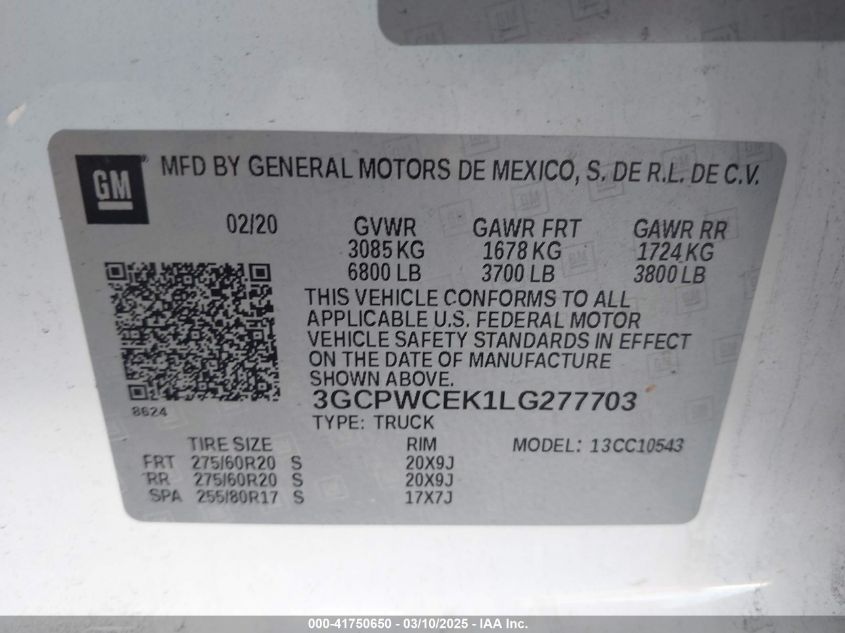 GM
MFD BY GENERAL MOTORS DE MEXICO, S. DE R.L. DE C.V.
02/20 GVWR GAWR FRT GAWR RR
3085 KG 1678 KG 1724 KG
6800 LB 3700 LB 3800 LB
THIS VEHICLE CONFORMS TO ALL
APPLICABLE U.S. FEDERAL MOTOR
VEHICLE SAFETY STANDARDS IN EFFECT
ON THE DATE OF MANUFACTURE
SHOWN ABOVE.
8624
3GCPWCEK1LG277703
TYPE: TRUCK
TIRE SIZE RIM MODEL: 13CC10543
FRT 275/60R20 S 20X9J
RR 275/60R20 S 20X9J
SPA 255/80R17 S 17X7J
000-41750650 - 03/10/2025 - IAA Inc.